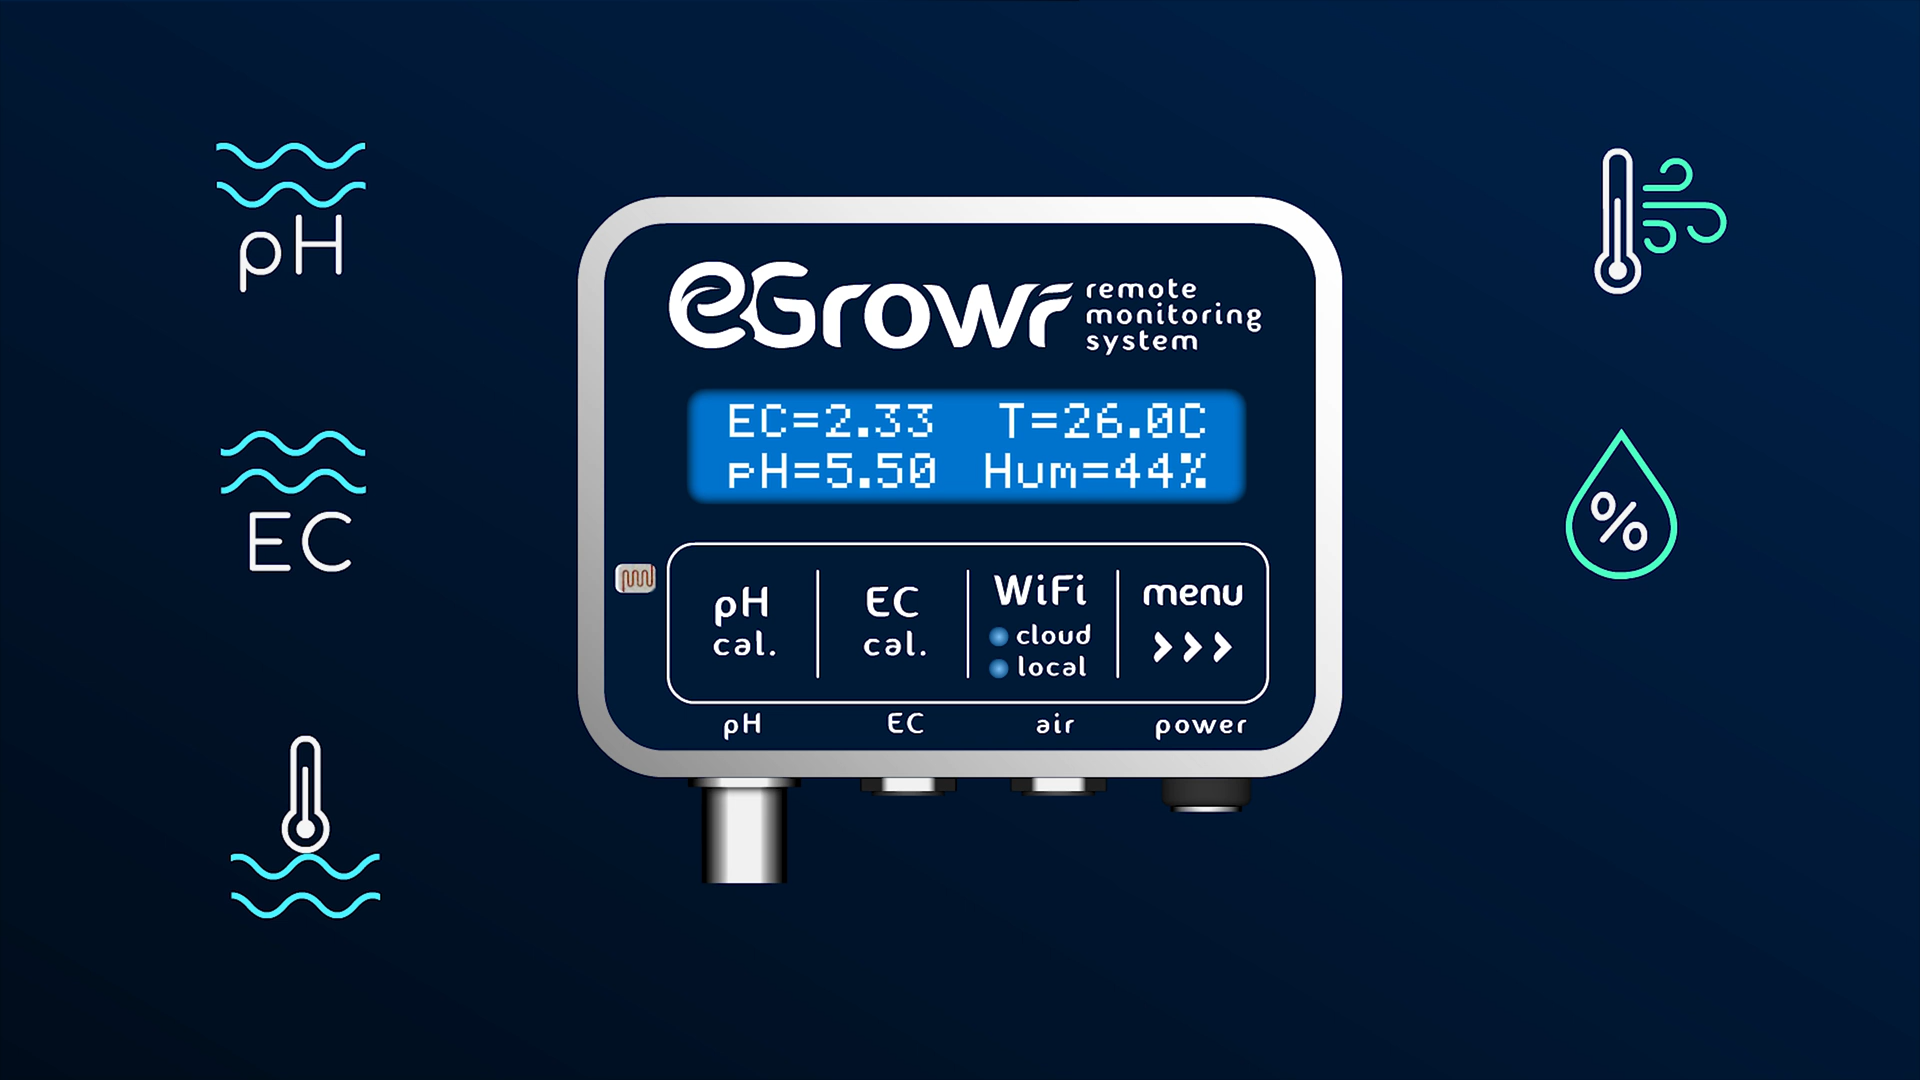 pH
EC
eGrowr
remote
monitoring
system
EC=2.33 T=26.0C
pH=5.50 Hum=44%
pH
cal.
EC
cal.
WiFi
cloud
local
menu
>>>
pH EC air power
%